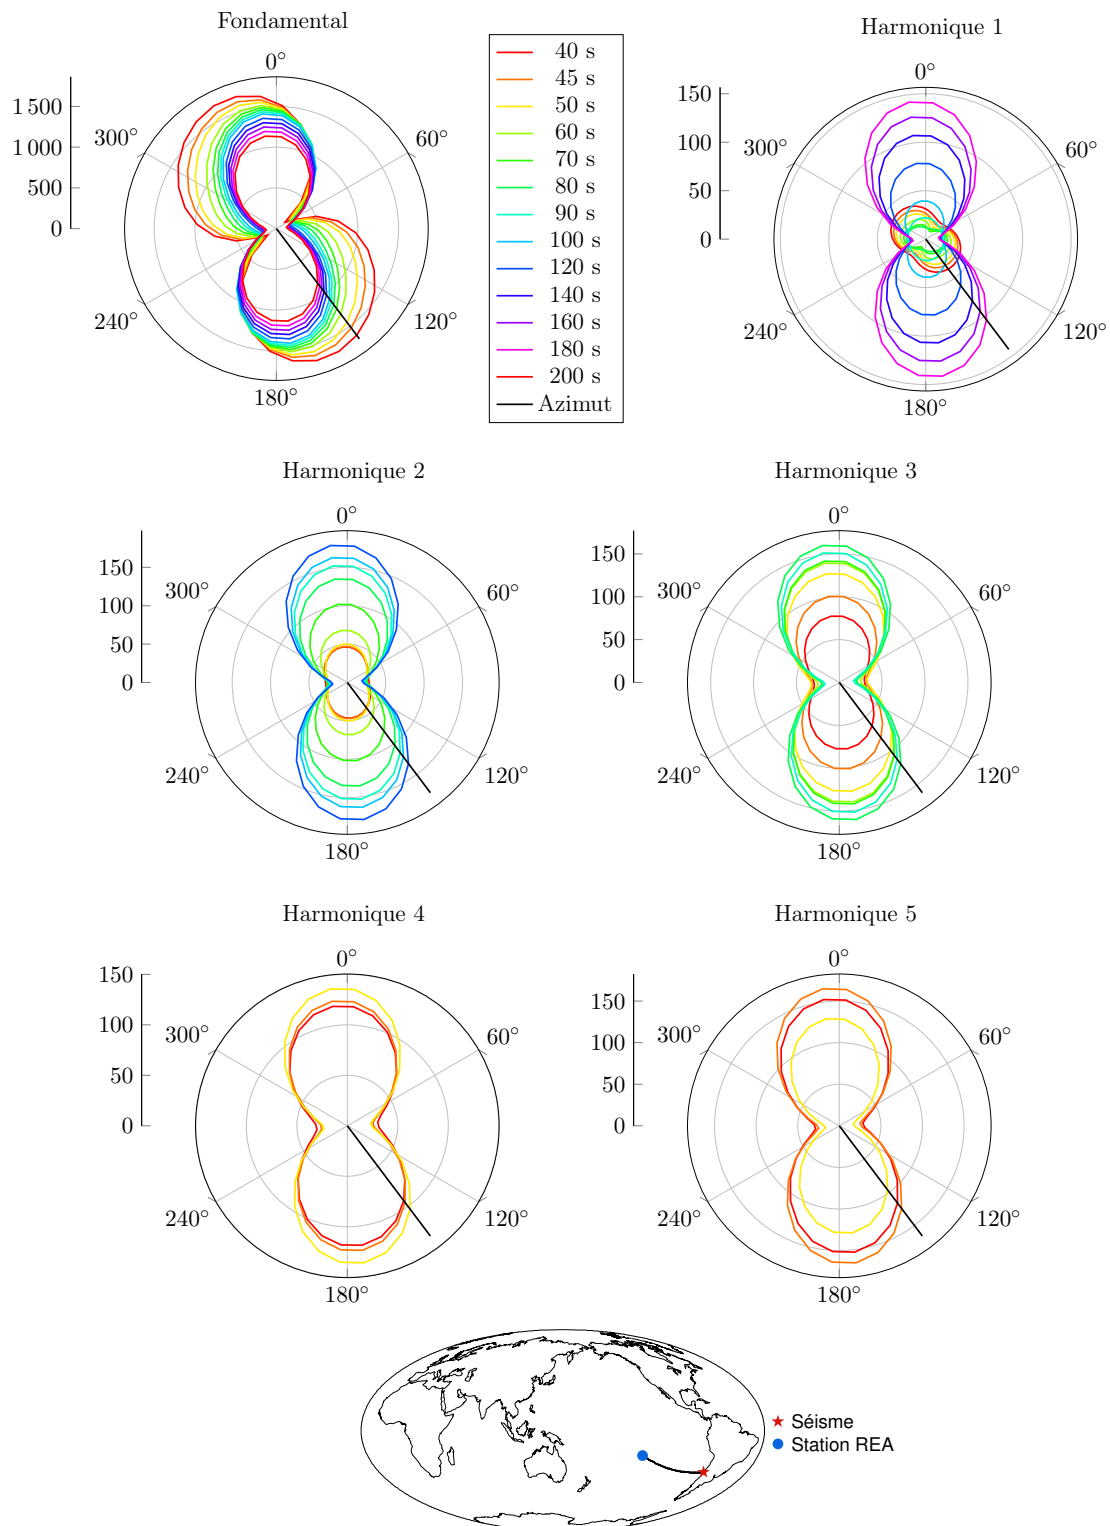 Fondamental
0°
60°
120°
180°
240°
300°
1 500
1 000
500
0
40 s
45 s
50 s
60 s
70 s
80 s
90 s
100 s
120 s
140 s
160 s
180 s
200 s
Azimut
Harmonique 1
0°
60°
120°
180°
240°
300°
150
100
50
0
Harmonique 2
0°
60°
120°
180°
240°
300°
150
100
50
0
Harmonique 3
0°
60°
120°
180°
240°
300°
150
100
50
0
Harmonique 4
0°
60°
120°
180°
240°
300°
150
100
50
0
Harmonique 5
0°
60°
120°
180°
240°
300°
150
100
50
0
Séisme
Station REA